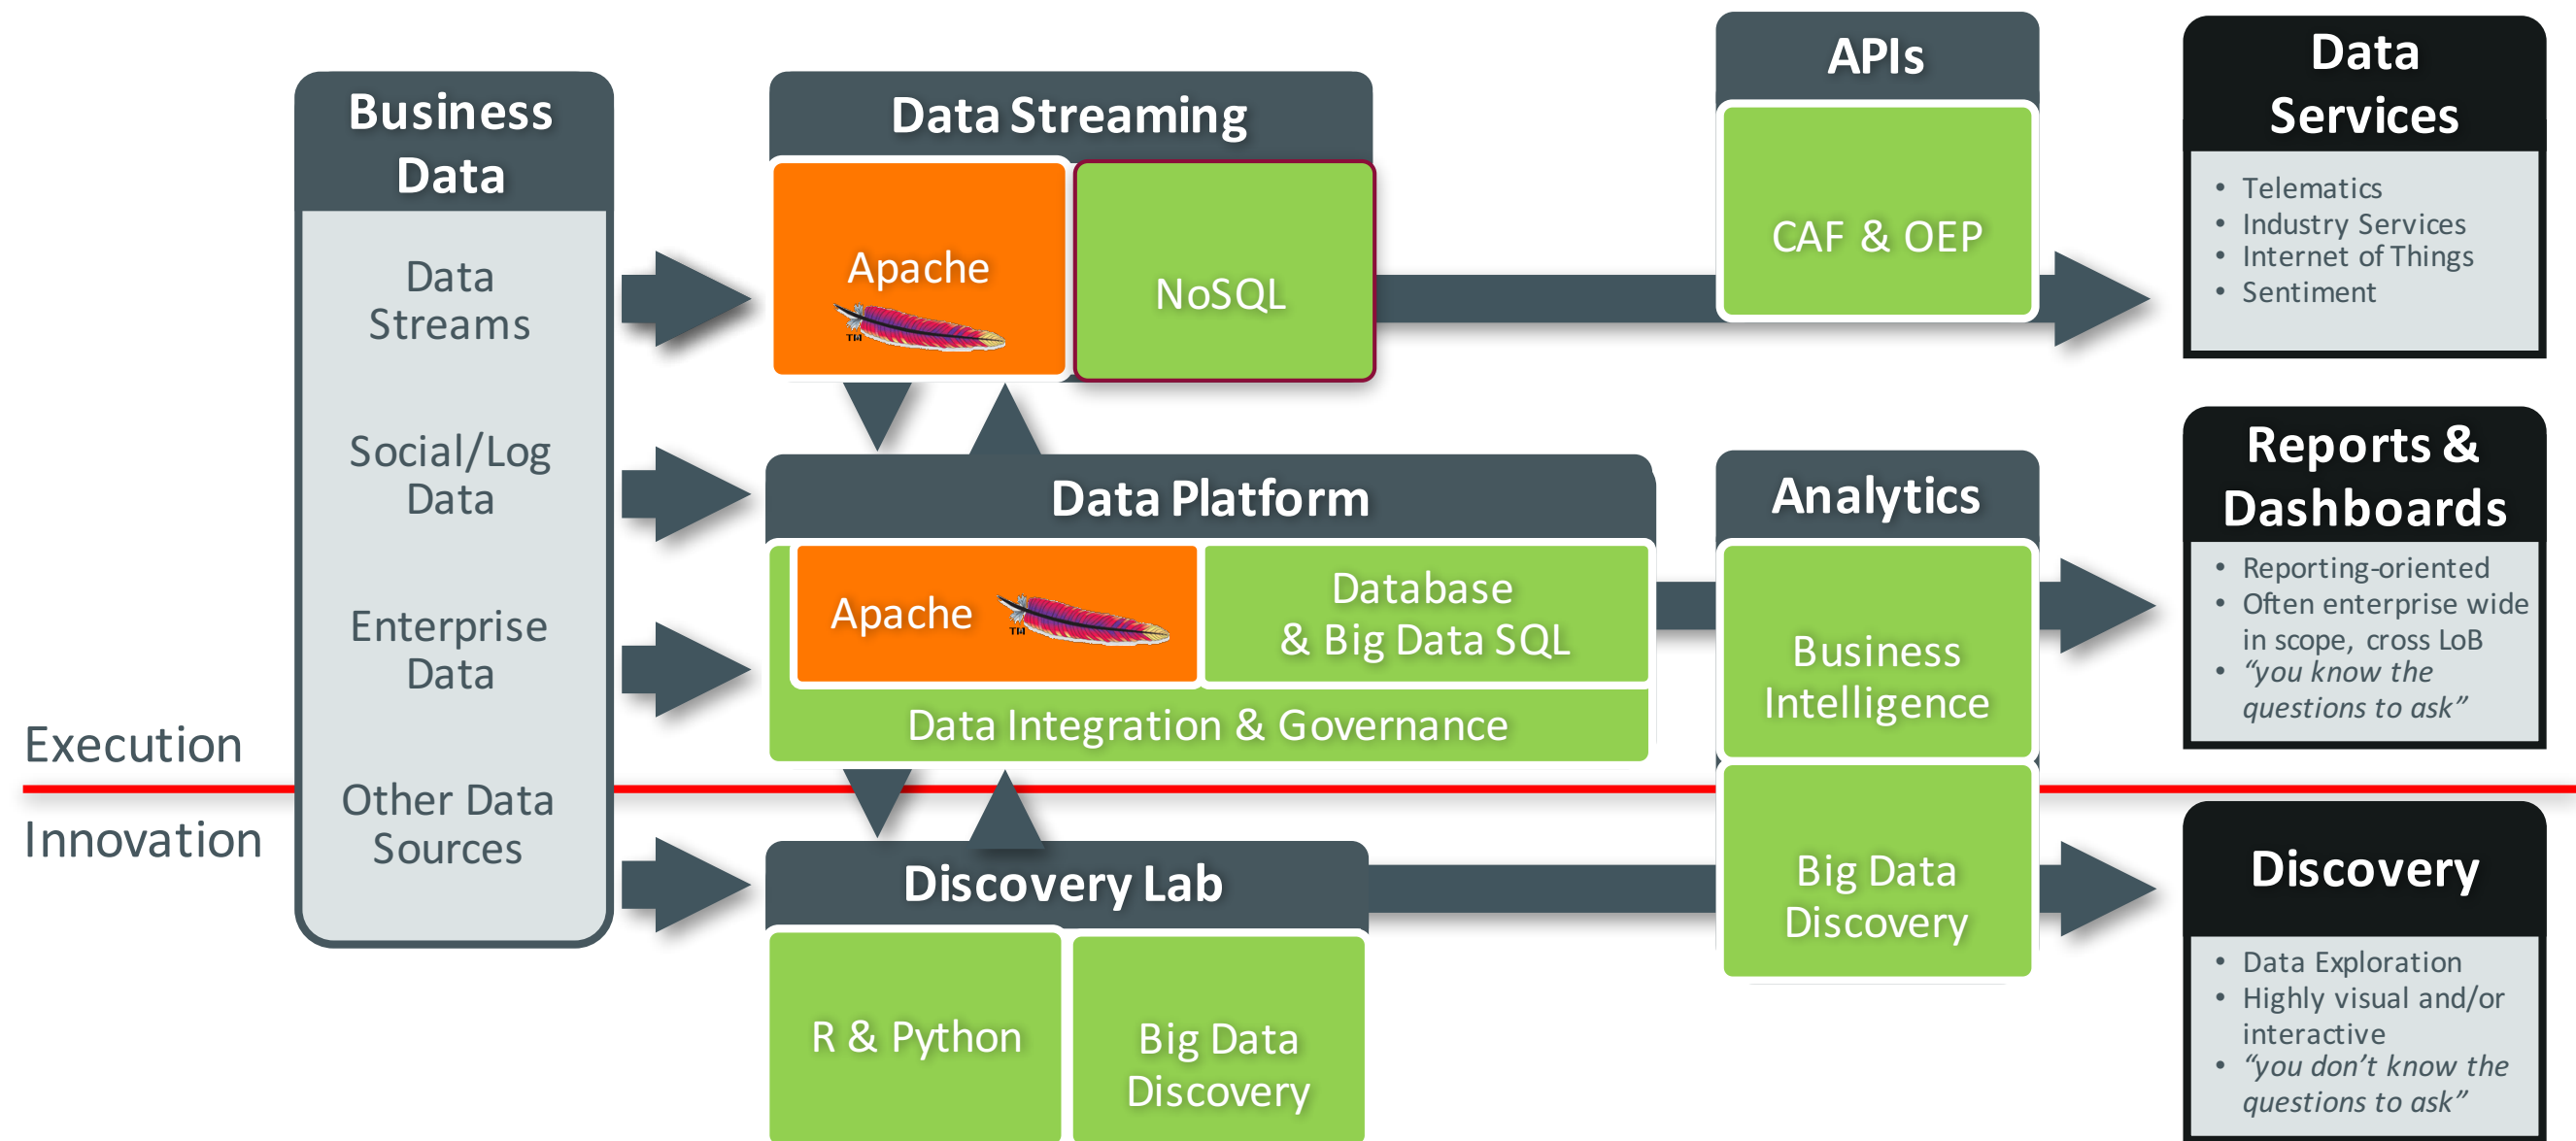 Business
Data
Data
Streams
Social/Log
Data
Enterprise
Data
Other Data
Sources
Execution
Innovation
Data Streaming
Apache
TM
NoSQL
Data Platform
Apache
TM
Database
& Big Data SQL
Data Integration & Governance
Discovery Lab
R & Python
Big Data
Discovery
APIs
CAF & OEP
Analytics
Business
Intelligence
Big Data
Discovery
Data
Services
• Telematics
• Industry Services
• Internet of Things
• Sentiment
Reports &
Dashboards
• Reporting-oriented
• Often enterprise wide
in scope, cross LoB
• “you know the
questions to ask”
Discovery
• Data Exploration
• Highly visual and/or
interactive
• “you don’t know the
questions to ask”